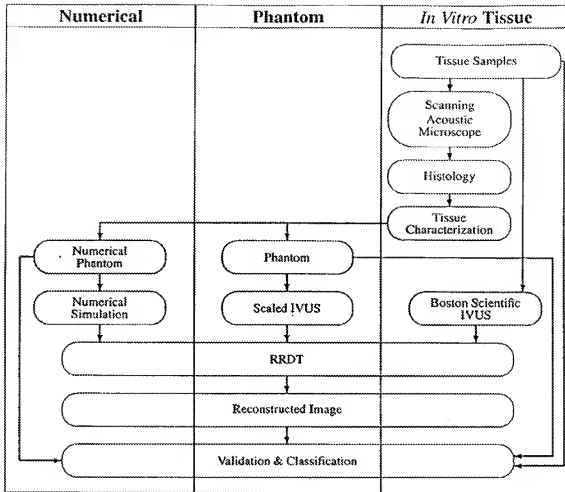 Numerical
Phantom
In Vitro Tissue
Tissue Samples
Scanning
Acoustic
Microscope
Histology
Tissue
Characterization
Numerical
Phantom
Phantom
Numerical
Simulation
Scaled IVUS
Boston Scientific
IVUS
RRDT
Reconstructed Image
Validation & Classification